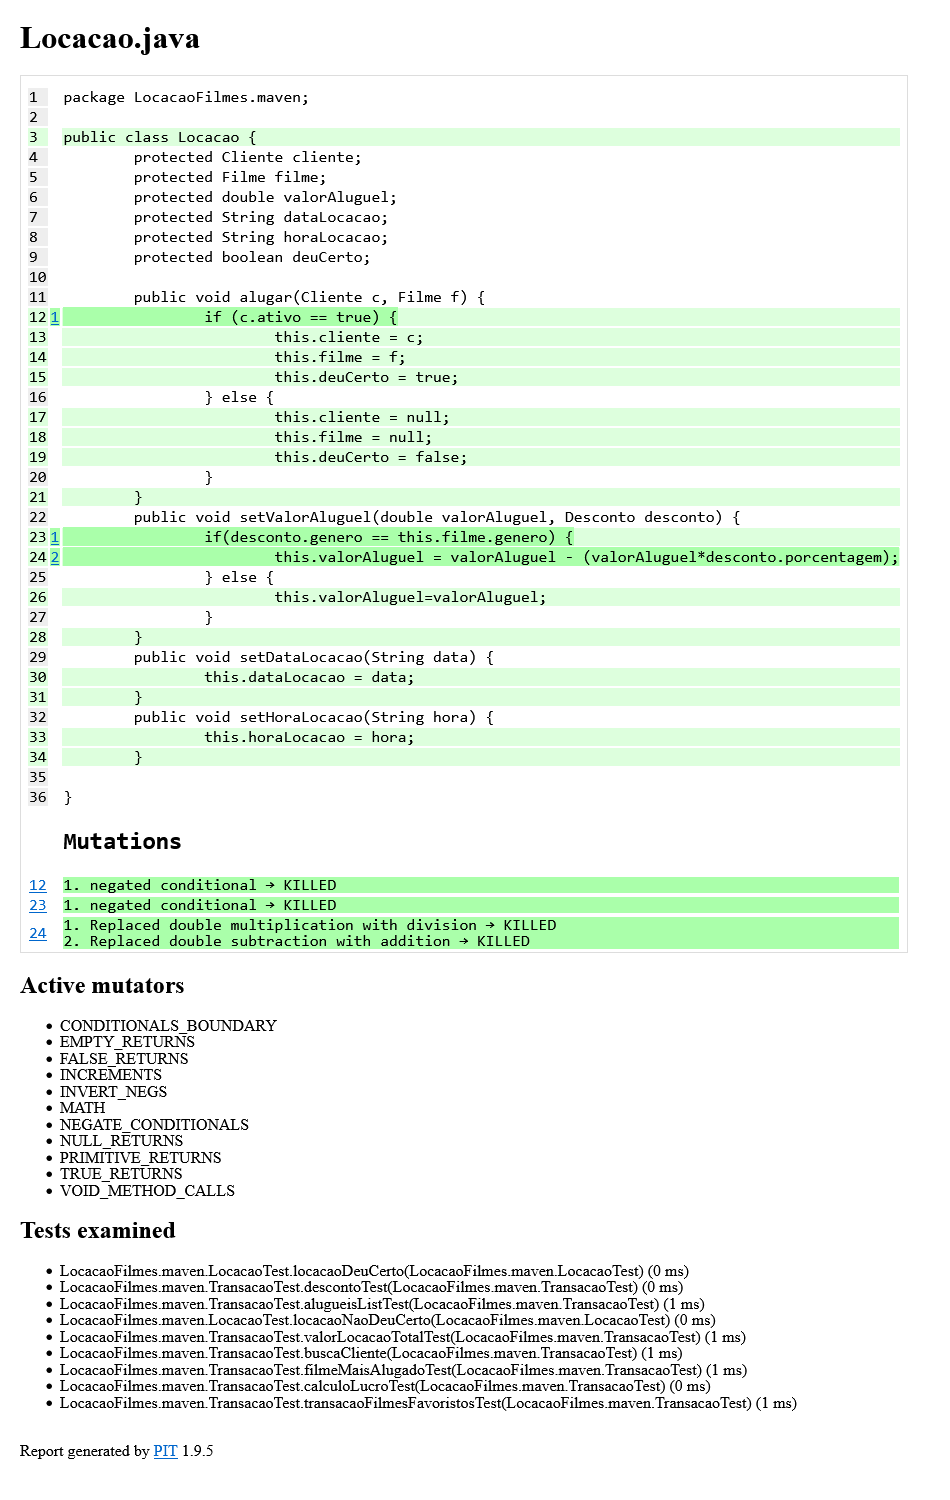 Locacao.java
1 package LocacaoFilmes.maven;
2
3 public class Locacao {
4 protected Cliente cliente;
5 protected Filme filme;
6 protected double valorAluguel;
7 protected String dataLocacao;
8 protected String horaLocacao;
9 protected boolean deuCerto;
10
11 public void alugar(Cliente c, Filme f) {
12 1 if (c.ativo == true) {
13 this.cliente = c;
14 this.filme = f;
15 this.deuCerto = true;
16 } else {
17 this.cliente = null;
18 this.filme = null;
19 this.deuCerto = false;
20 }
21 }
22 public void setValorAluguel(double valorAluguel, Desconto desconto) {
23 1 if(desconto.genero == this.filme.genero) {
24 2 this.valorAluguel = valorAluguel - (valorAluguel*desconto.porcentagem);
25 } else {
26 this.valorAluguel=valorAluguel;
27 }
28 }
29 public void setDataLocacao(String data) {
30 this.dataLocacao = data;
31 }
32 public void setHoraLocacao(String hora) {
33 this.horaLocacao = hora;
34 }
35
36 }
Mutations
12 1. negated conditional → KILLED
23 1. negated conditional → KILLED
24 1. Replaced double multiplication with division → KILLED
2. Replaced double subtraction with addition → KILLED
Active mutators
• CONDITIONALS_BOUNDARY
• EMPTY_RETURNS
• FALSE_RETURNS
• INCREMENTS
• INVERT_NEGS
• MATH
• NEGATE_CONDITIONALS
• NULL_RETURNS
• PRIMITIVE_RETURNS
• TRUE_RETURNS
• VOID_METHOD_CALLS
Tests examined
• LocacaoFilmes.maven.LocacaoTest.locacaoDeuCerto(LocacaoFilmes.maven.LocacaoTest) (0 ms)
• LocacaoFilmes.maven.TransacaoTest.descontoTest(LocacaoFilmes.maven.TransacaoTest) (0 ms)
• LocacaoFilmes.maven.TransacaoTest.alugueisListTest(LocacaoFilmes.maven.TransacaoTest) (1 ms)
• LocacaoFilmes.maven.LocacaoTest.locacaoNaoDeuCerto(LocacaoFilmes.maven.LocacaoTest) (0 ms)
• LocacaoFilmes.maven.TransacaoTest.valorLocacaoTotalTest(LocacaoFilmes.maven.TransacaoTest) (1 ms)
• LocacaoFilmes.maven.TransacaoTest.buscaCliente(LocacaoFilmes.maven.TransacaoTest) (1 ms)
• LocacaoFilmes.maven.TransacaoTest.filmeMaisAlugadoTest(LocacaoFilmes.maven.TransacaoTest) (1 ms)
• LocacaoFilmes.maven.TransacaoTest.calculoLucroTest(LocacaoFilmes.maven.TransacaoTest) (0 ms)
• LocacaoFilmes.maven.TransacaoTest.transacaoFilmesFavoristosTest(LocacaoFilmes.maven.TransacaoTest) (1 ms)
Report generated by PIT 1.9.5